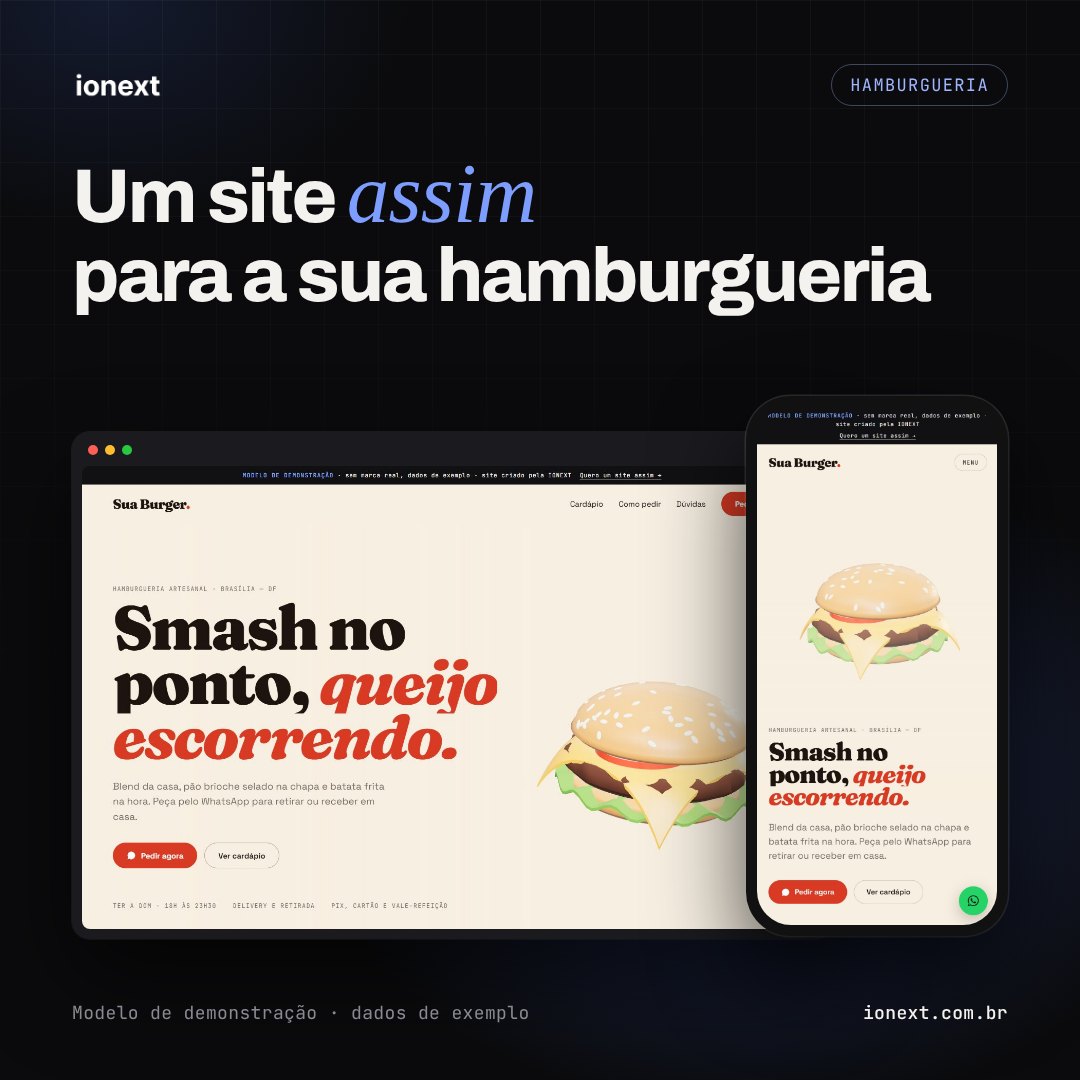 ionext
HAMBURGUERIA
Um site assim
para a sua hamburgueria
MODELO DE DEMONSTRAÇÃO · sem marca real, dados de exemplo · site criado pela IONEXT Quero um site assim →
Sua Burger.
Cardápio Como pedir Dúvidas
HAMBURGUERIA ARTESANAL · BRASÍLIA — DF
Smash no
ponto, queijo
escorrendo.
Blend da casa, pão brioche selado na chapa e batata frita
na hora. Peça pelo WhatsApp para retirar ou receber em
casa.
Pedir agora Ver cardápio
TER A DOM · 18H ÀS 23H30 DELIVERY E RETIRADA PIX, CARTÃO E VALE-REFEIÇÃO
MODELO DE DEMONSTRAÇÃO · sem marca real, dados de exemplo ·
site criado pela IONEXT
Quero um site assim →
Sua Burger.
MENU
HAMBURGUERIA ARTESANAL · BRASÍLIA — DF
Smash no
ponto, queijo
escorrendo.
Blend da casa, pão brioche selado na chapa e
batata frita na hora. Peça pelo WhatsApp para
retirar ou receber em casa.
Pedir agora Ver cardápio
Modelo de demonstração · dados de exemplo
ionext.com.br